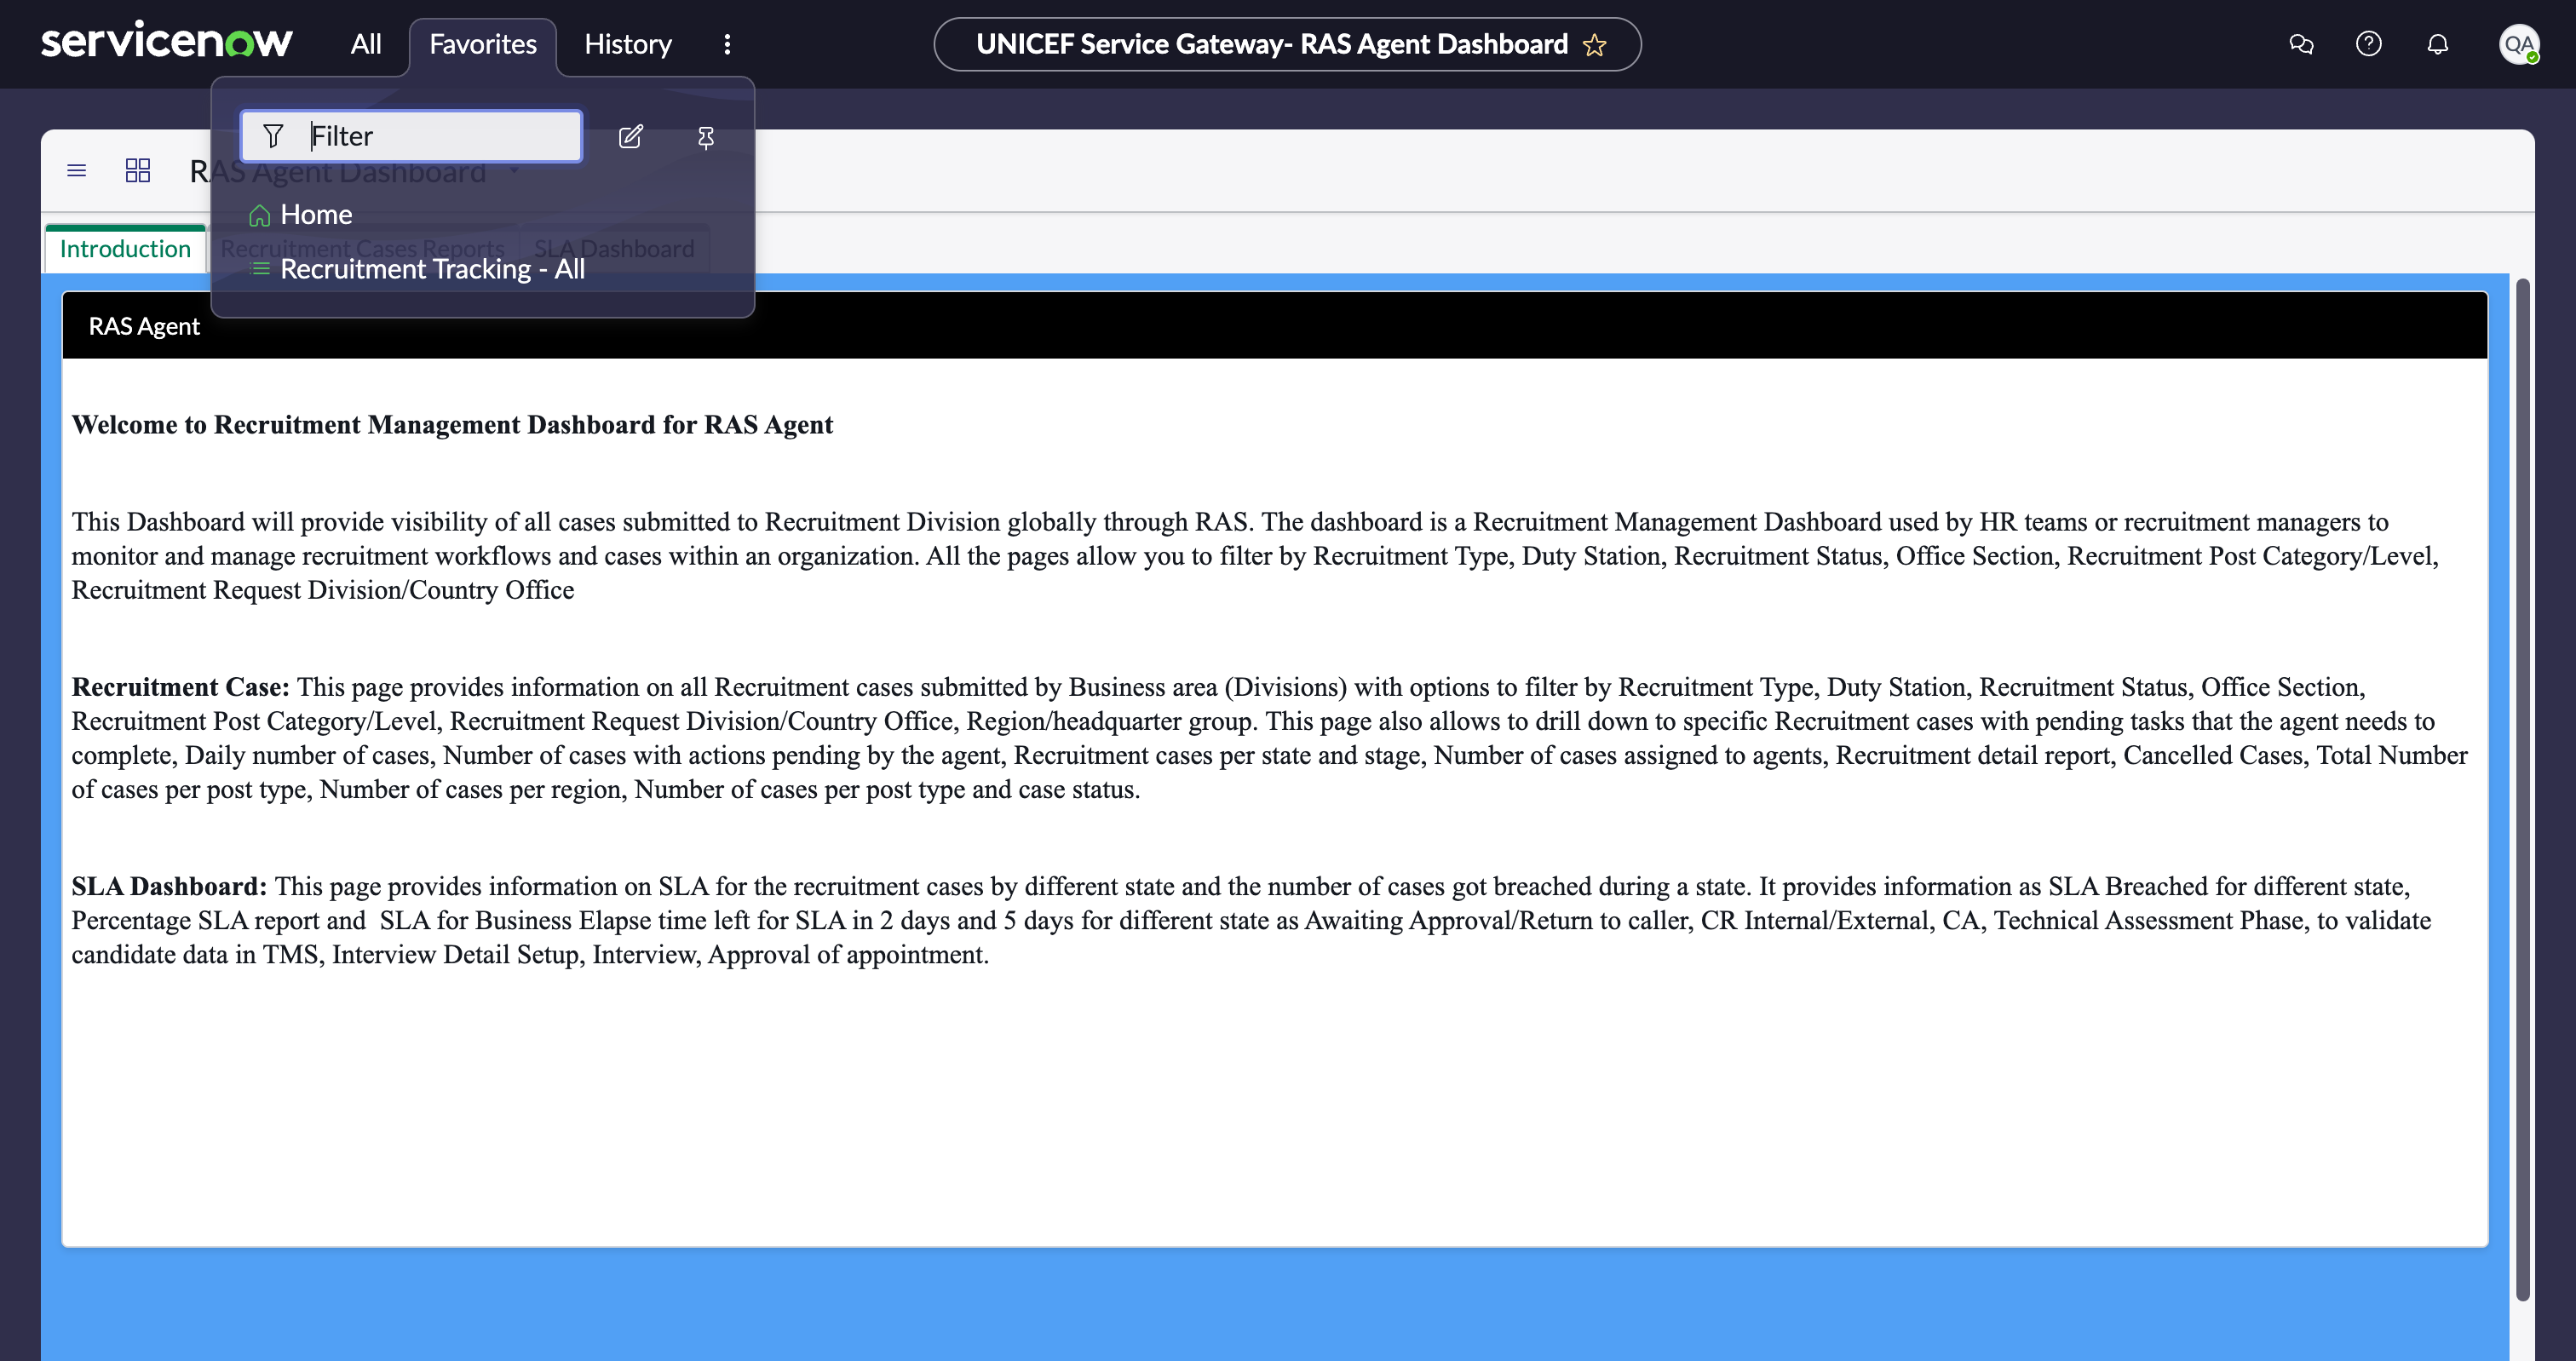 servicenow All Favorites History UNICEF Service Gateway- RAS Agent Dashboard QA
Filter
RAS Agent Dashboard
Home
Introduction Recruitment Cases Reports SLA Dashboard
Recruitment Tracking - All
RAS Agent
Welcome to Recruitment Management Dashboard for RAS Agent
This Dashboard will provide visibility of all cases submitted to Recruitment Division globally through RAS. The dashboard is a Recruitment Management Dashboard used by HR teams or recruitment managers to
monitor and manage recruitment workflows and cases within an organization. All the pages allow you to filter by Recruitment Type, Duty Station, Recruitment Status, Office Section, Recruitment Post Category/Level,
Recruitment Request Division/Country Office
Recruitment Case: This page provides information on all Recruitment cases submitted by Business area (Divisions) with options to filter by Recruitment Type, Duty Station, Recruitment Status, Office Section,
Recruitment Post Category/Level, Recruitment Request Division/Country Office, Region/headquarter group. This page also allows to drill down to specific Recruitment cases with pending tasks that the agent needs to
complete, Daily number of cases, Number of cases with actions pending by the agent, Recruitment cases per state and stage, Number of cases assigned to agents, Recruitment detail report, Cancelled Cases, Total Number
of cases per post type, Number of cases per region, Number of cases per post type and case status.
SLA Dashboard: This page provides information on SLA for the recruitment cases by different state and the number of cases got breached during a state. It provides information as SLA Breached for different state,
Percentage SLA report and  SLA for Business Elapse time left for SLA in 2 days and 5 days for different state as Awaiting Approval/Return to caller, CR Internal/External, CA, Technical Assessment Phase, to validate
candidate data in TMS, Interview Detail Setup, Interview, Approval of appointment.